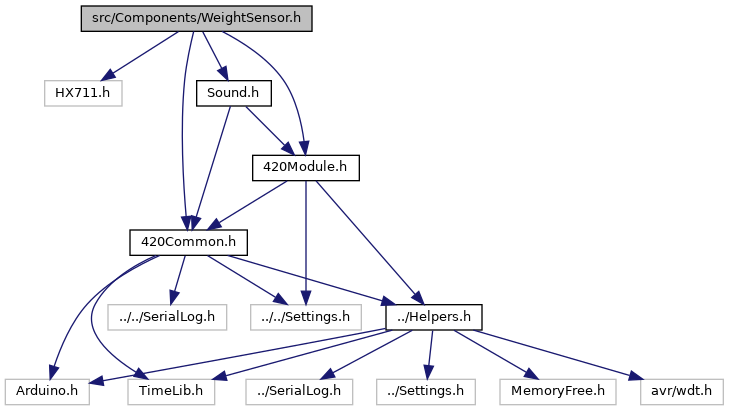 src/Components/WeightSensor.h
HX711.h
Sound.h
420Module.h
420Common.h
../../SerialLog.h
../../Settings.h
../Helpers.h
Arduino.h
TimeLib.h
../SerialLog.h
../Settings.h
MemoryFree.h
avr/wdt.h